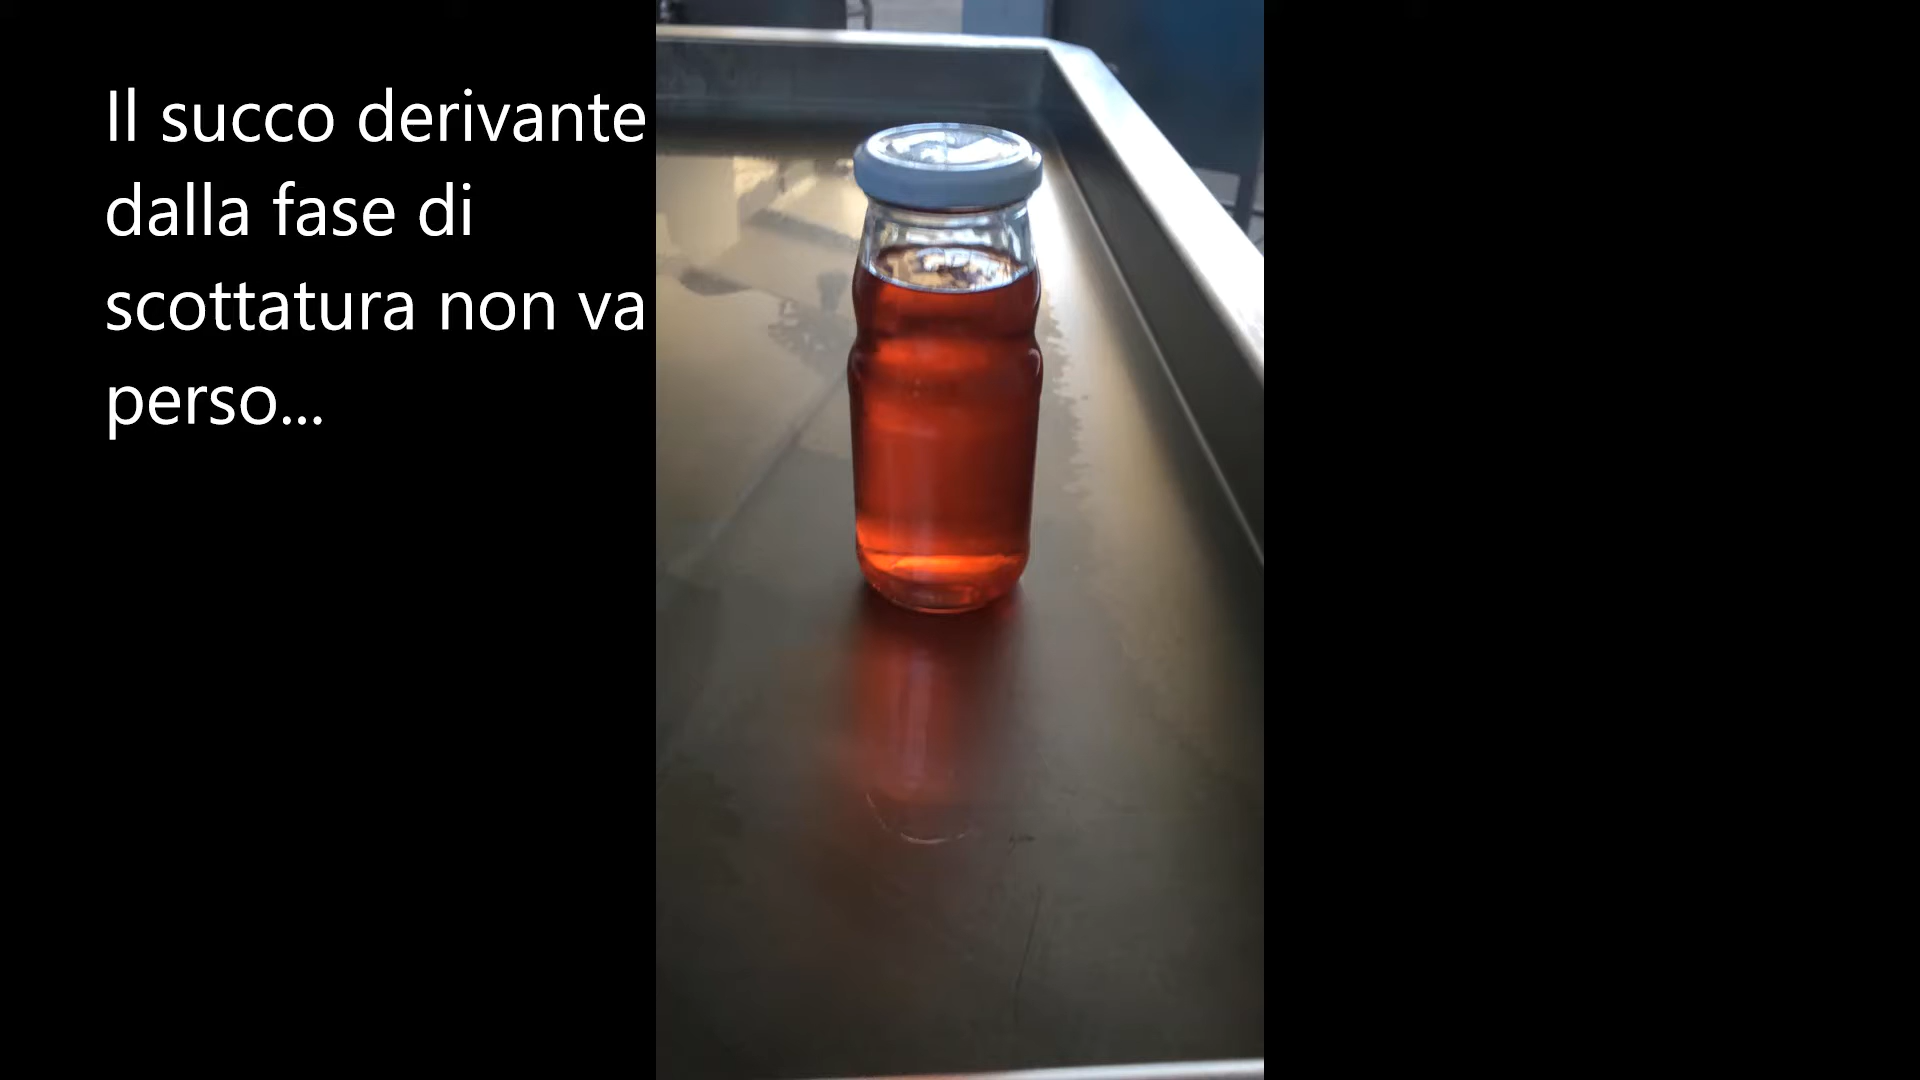 Il succo derivante
dalla fase di
scottatura non va
perso...